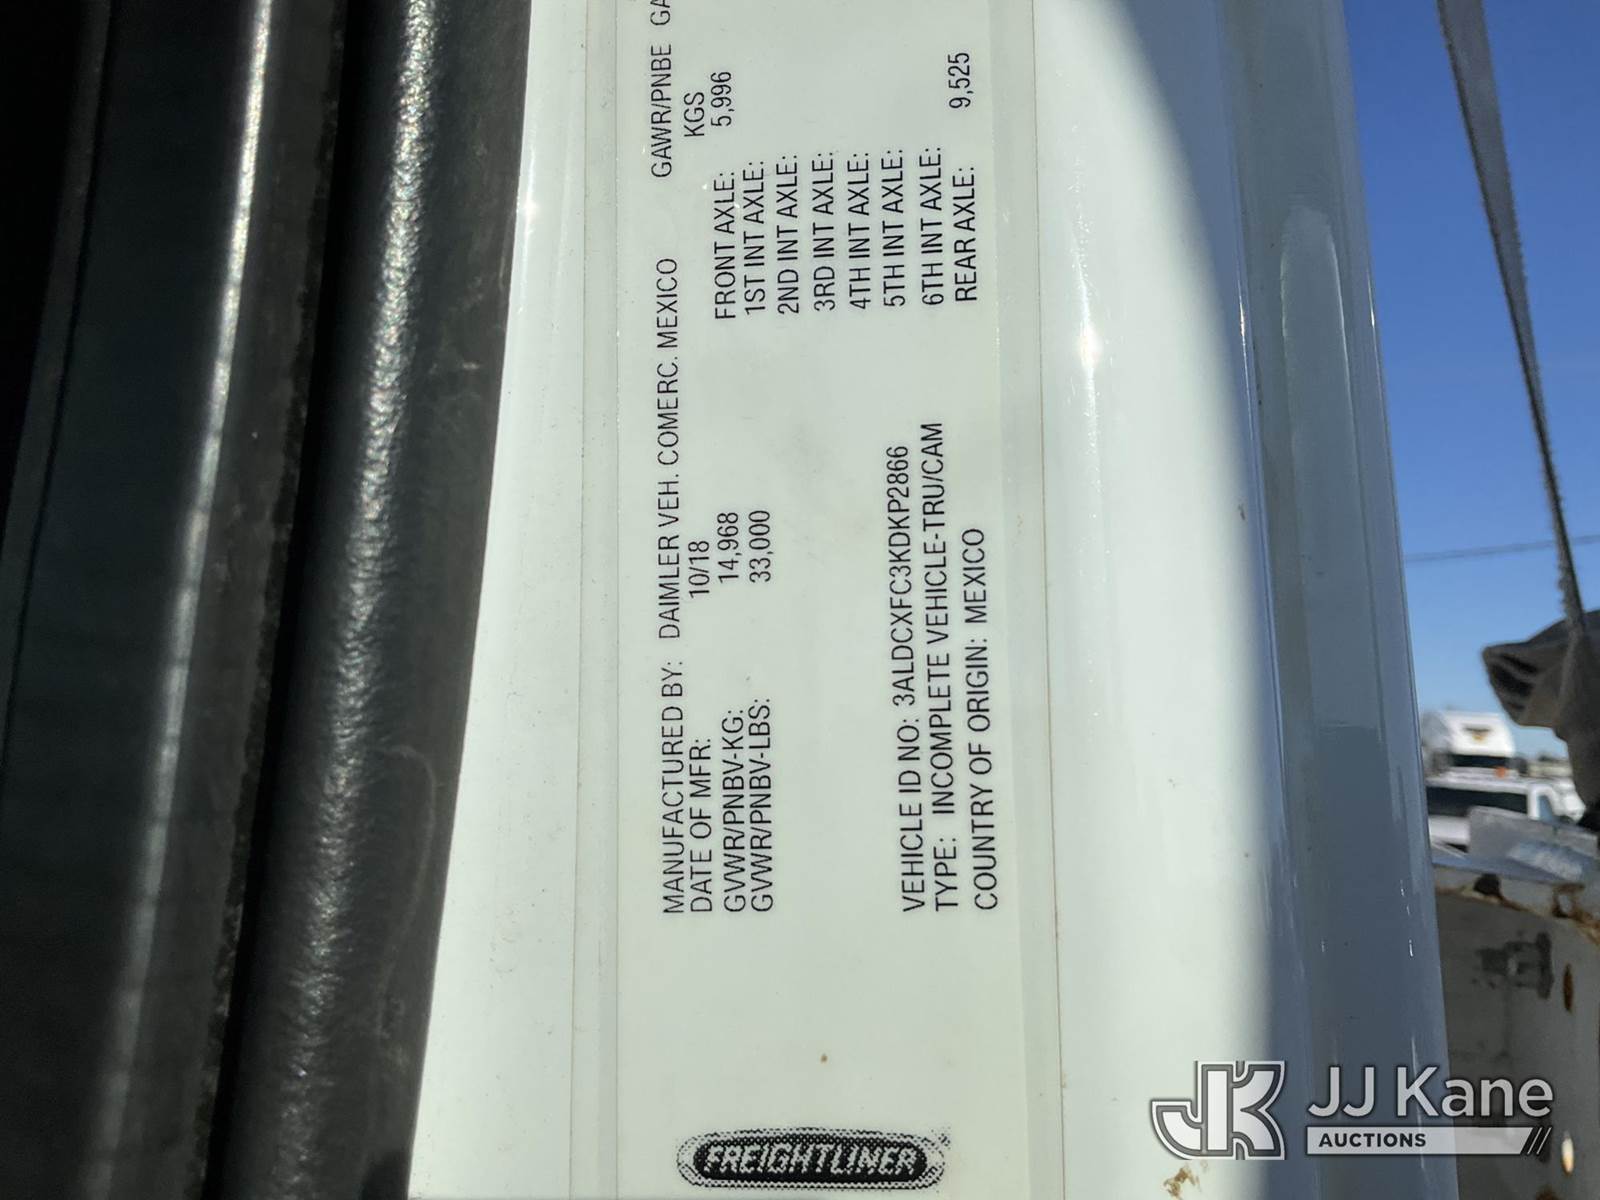 FREIGHTLINER
MANUFACTURED BY: DAIMLER VEH. COMERC. MEXICO GAWR/PNBE
DATE OF MFR: 10/18 KGS
GVWR/PNBV-KG: 14,968 FRONT AXLE: 5,996
GVWR/PNBV-LBS: 33,000 1ST INT AXLE:
2ND INT AXLE:
3RD INT AXLE:
4TH INT AXLE:
5TH INT AXLE:
VEHICLE ID NO: 3ALDCXFC3KDKP2866 6TH INT AXLE:
TYPE: INCOMPLETE VEHICLE-TRU/CAM REAR AXLE: 9,525
COUNTRY OF ORIGIN: MEXICO
JK JJ Kane
AUCTIONS